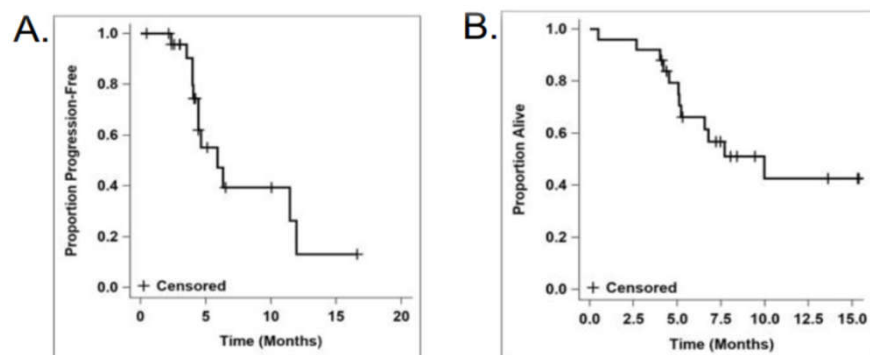 A.
Proportion Progression-Free
1.0
0.8
0.6
0.4
0.2
0.0
+ Censored
0 5 10 15 20
Time (Months)
B.
Proportion Alive
1.0
0.8
0.6
0.4
0.2
0.0
+ Censored
0.0 2.5 5.0 7.5 10.0 12.5 15.0
Time (Months)